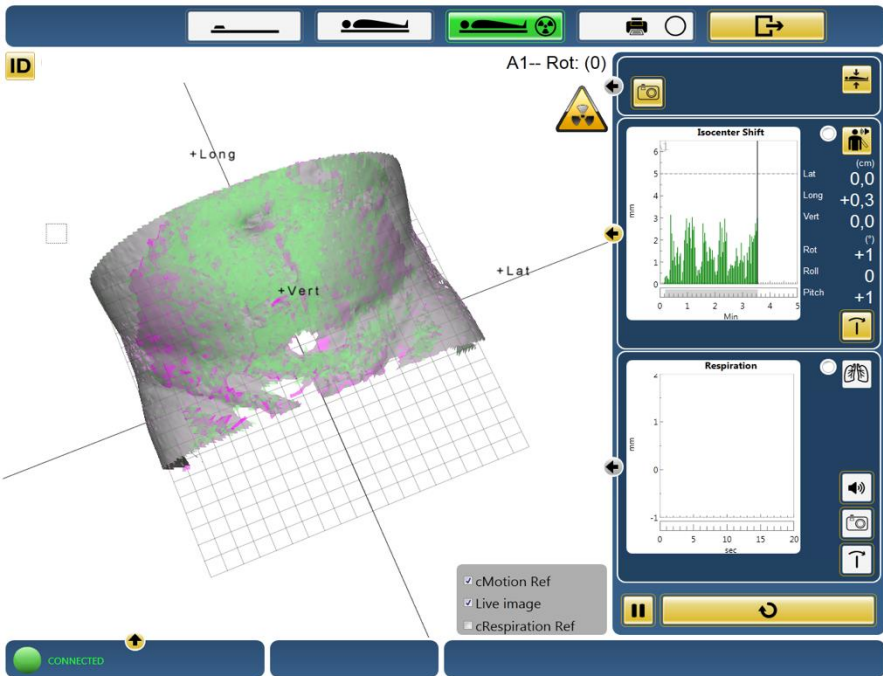 A1-- Rot: (0)
ID
+Long
+Lat
+Vert
Isocenter Shift
mm
6
5
4
3
2
1
0
0 1 2 3 4 5
Min
(cm)
Lat 0,0
Long +0,3
Vert 0,0
(°)
Rot +1
Roll 0
Pitch +1
Respiration
mm
2
1
0
-1
0 5 10 15 20
sec
cMotion Ref
Live image
cRespiration Ref
CONNECTED